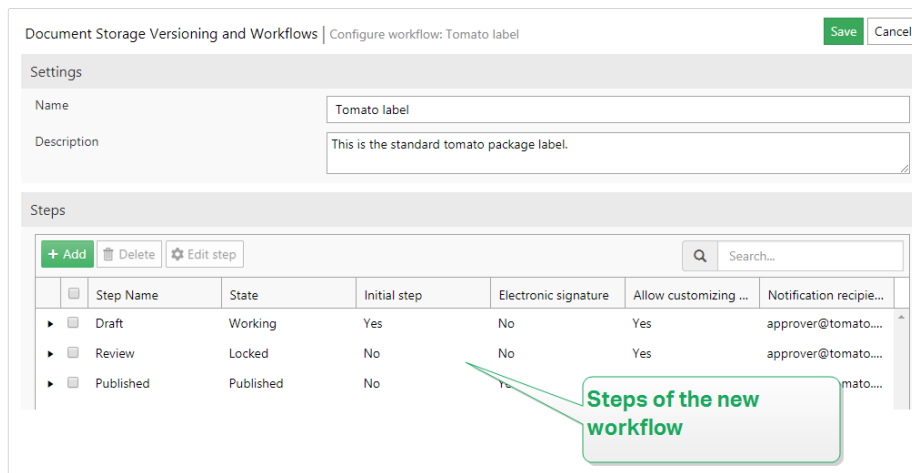 Document Storage Versioning and Workflows | Configure workflow: Tomato label Save Cancel
Settings
Name Tomato label
Description This is the standard tomato package label.
Steps
+ Add Delete Edit step Search...
Step Name State Initial step Electronic signature Allow customizing ... Notification recipie...
Draft Working Yes No Yes approver@tomato....
Review Locked No No Yes approver@tomato....
Published Published No mato....
Steps of the new
workflow